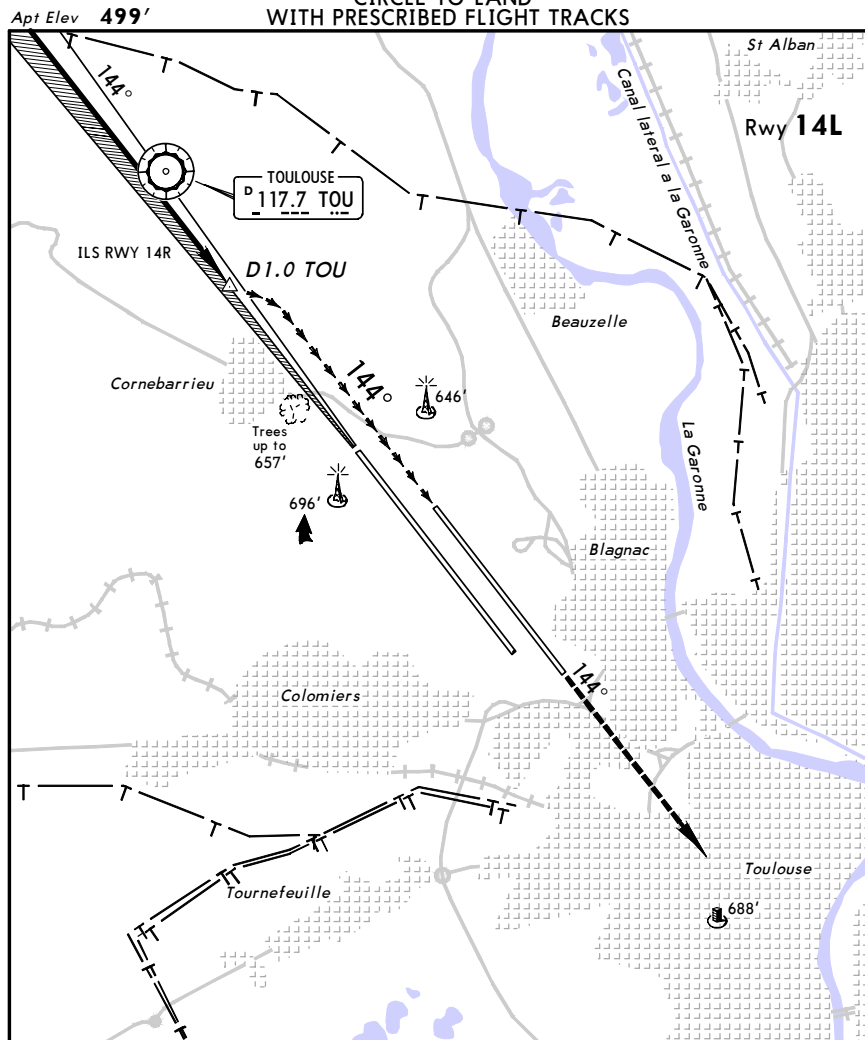 CIRCLE-TO-LAND
Apt Elev 499'
WITH PRESCRIBED FLIGHT TRACKS
St Alban
Canal lateral a la Garonne
Rwy 14L
144°
TOULOUSE
D 117.7 TOU
ILS RWY 14R
D1.0 TOU
Beauzelle
Cornebarrieu
144°
646'
Trees
up to
657'
La Garonne
696'
Blagnac
144°
Colomiers
Toulouse
Tournefeuille
688'